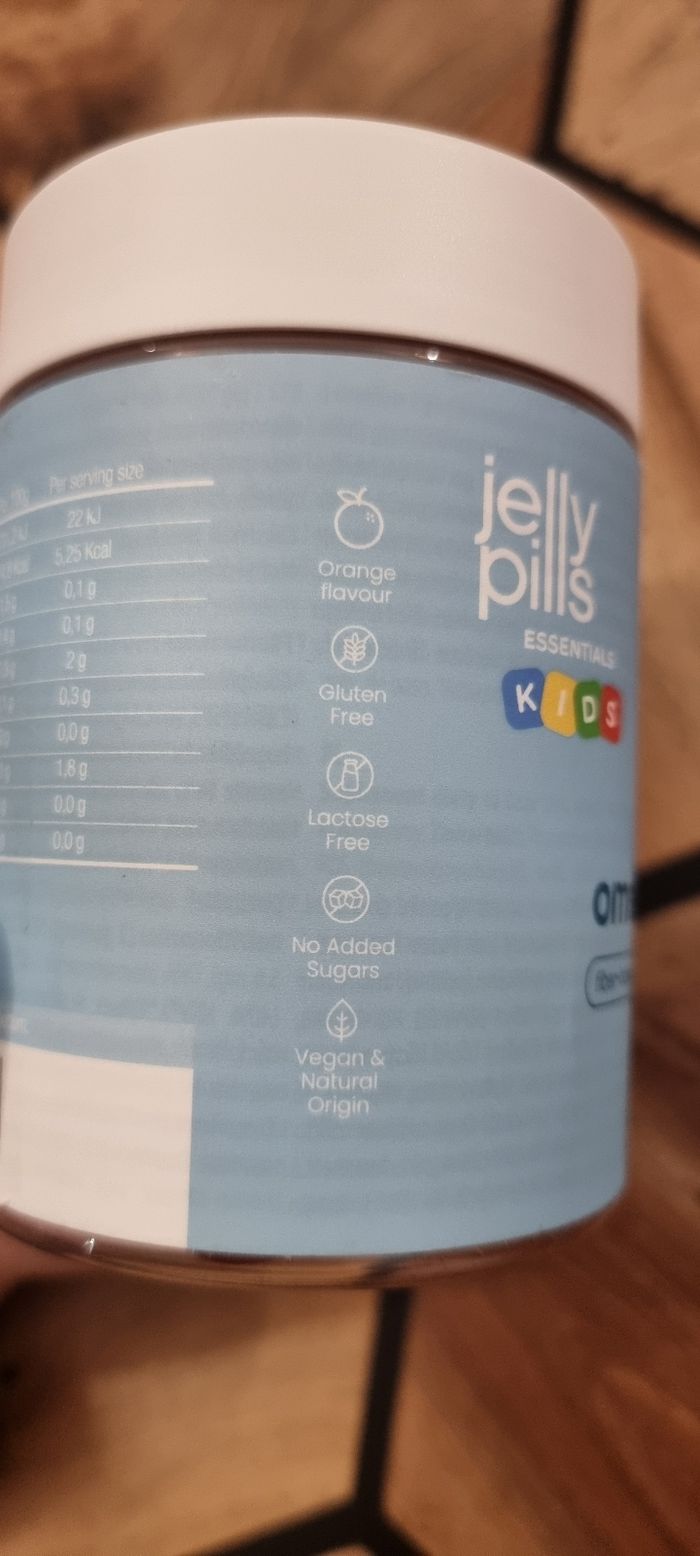 Per serving size
22 kJ
5,25 Kcal
0,1 g
0,1 g
2 g
0,3 g
0,0 g
1,8 g
0,0 g
0,0 g
Orange
flavour
Gluten
Free
Lactose
Free
No Added
Sugars
Vegan &
Natural
Origin
jelly
pills
ESSENTIALS
KIDS